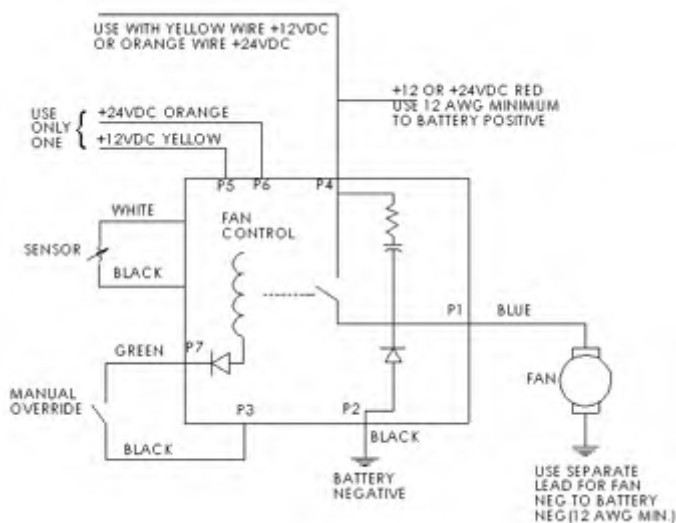 USE WITH YELLOW WIRE +12VDC
OR ORANGE WIRE +24VDC
+12 OR +24VDC RED
USE 12 AWG MINIMUM
TO BATTERY POSITIVE
USE
ONLY
ONE
+24VDC ORANGE
+12VDC YELLOW
P5
P6
P4
WHITE
FAN
CONTROL
SENSOR
BLACK
P1
BLUE
GREEN
P7
FAN
MANUAL
OVERRIDE
P3
P2
BLACK
BLACK
BATTERY
NEGATIVE
USE SEPARATE
LEAD FOR FAN
NEG TO BATTERY
NEG(12 AWG MIN.)